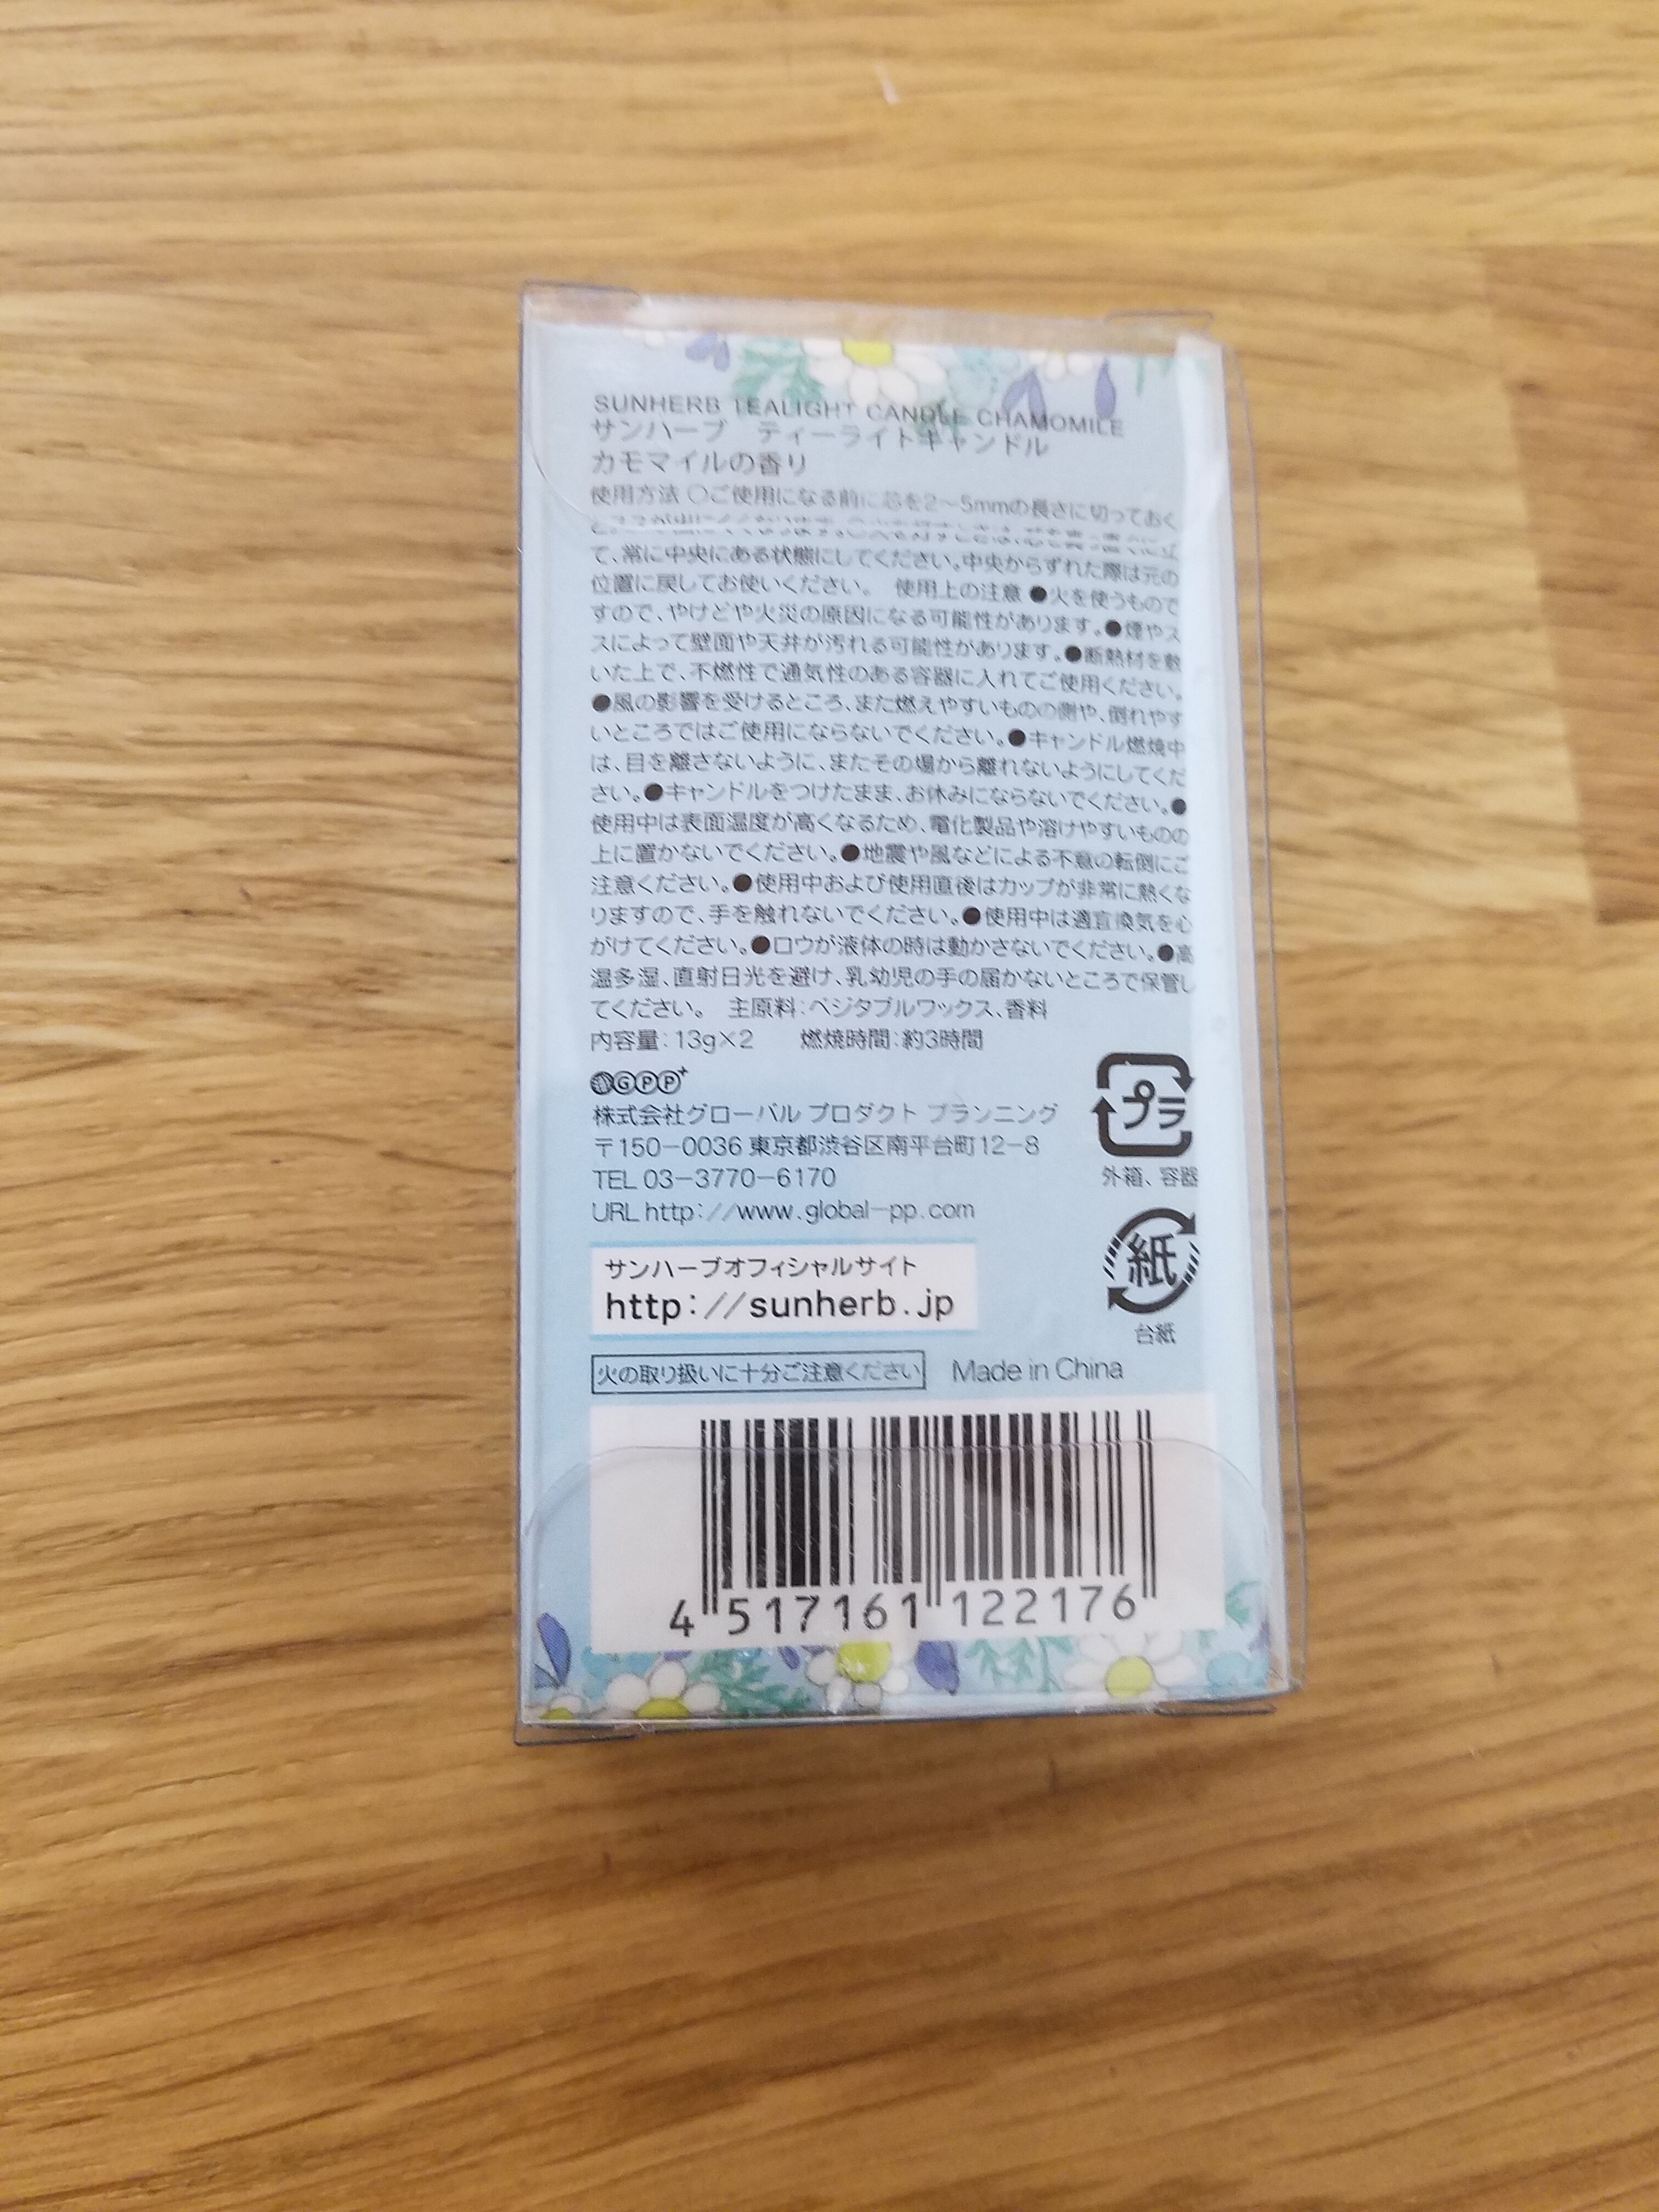 SUNHERB TEALIGHT CANDLE CHAMOMILE
サンハーブ ティーライトキャンドル
カモマイルの香り
使用方法 ○ご使用になる前に芯を2～5mmの長さに切っておく
て、常に中央にある状態にしてください。中央からずれた際は元の
位置に戻してお使いください。 使用上の注意 ●火を使うもので
すので、やけどや火災の原因になる可能性があります。●煙やス
スによって壁面や天井が汚れる可能性があります。●断熱材を敷
いた上で、不燃性で通気性のある容器に入れてご使用ください。
●風の影響を受けるところ、また燃えやすいものの側や、倒れやす
いところではご使用にならないでください。●キャンドル燃焼中
は、目を離さないように、またその場から離れないようにしてくだ
さい。●キャンドルをつけたまま、お休みにならないでください。●
使用中は表面温度が高くなるため、電化製品や溶けやすいものの
上に置かないでください。●地震や風などによる不意の転倒にご
注意ください。●使用中および使用直後はカップが非常に熱くな
りますので、手を触れないでください。●使用中は適宜換気を心
がけてください。●ロウが液体の時は動かさないでください。●高
温多湿、直射日光を避け、乳幼児の手の届かないところで保管し
てください。 主原料:ベジタブルワックス、香料
内容量:13g×2 燃焼時間:約3時間
GPP+
株式会社グローバル プロダクト プランニング
〒150-0036 東京都渋谷区南平台町12-8
TEL 03-3770-6170
URL http://www.global-pp.com
プラ
外箱、容器
紙
台紙
サンハーブオフィシャルサイト
http://sunherb.jp
火の取り扱いに十分ご注意ください Made in China
4 517161 122176